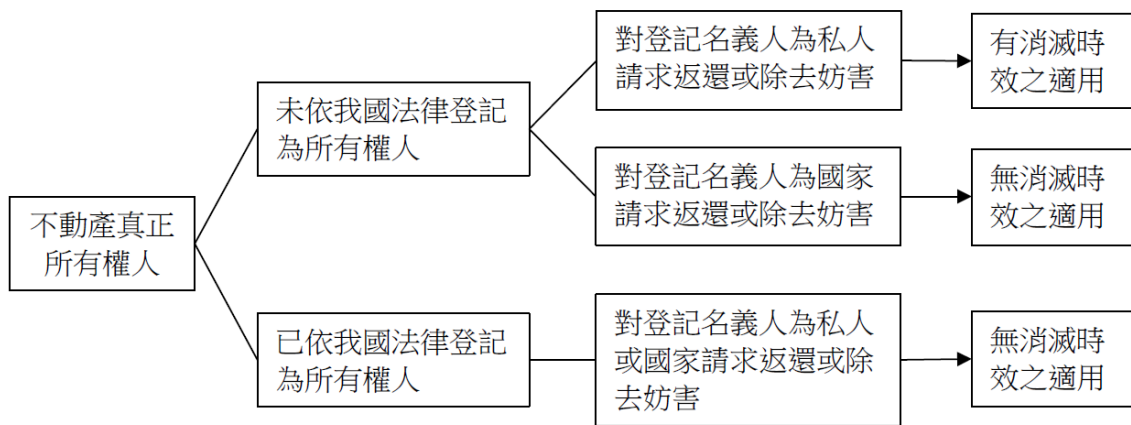 不動產真正
所有權人
未依我國法律登記
為所有權人
對登記名義人為私人
請求返還或除去妨害
有消滅時
效之適用
對登記名義人為國家
請求返還或除去妨害
無消滅時
效之適用
已依我國法律登記
為所有權人
對登記名義人為私人
或國家請求返還或除
去妨害
無消滅時
效之適用